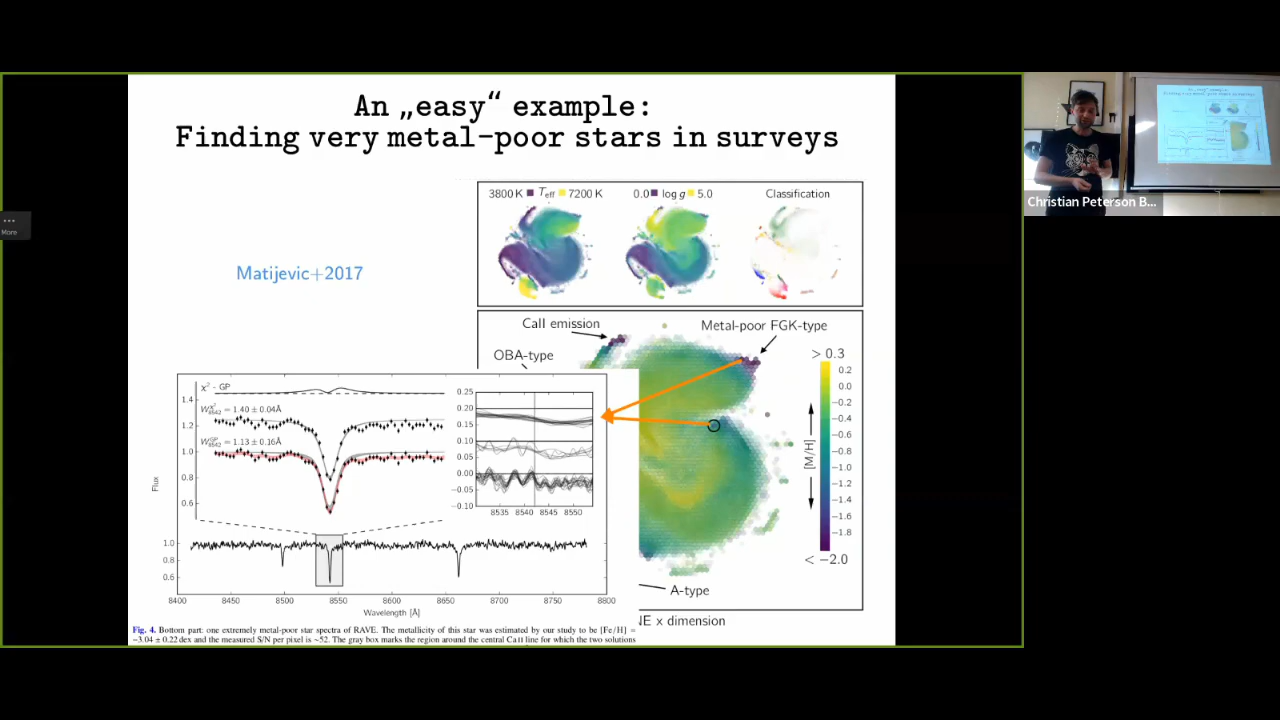 An „easy“ example:
Finding very metal-poor stars in surveys
Matijevic+2017
3800 K Teff 7200 K
0.0 log g 5.0
Classification
CaII emission
Metal-poor FGK-type
OBA-type
> 0.3
0.2
0.0
−0.2
−0.4
−0.6
−0.8
−1.0
−1.2
−1.4
−1.6
−1.8
< −2.0
[M/H]
A-type
NE x dimension
χ² - GP
= 1.40 ± 0.04Å
= 1.13 ± 0.16Å
1.4
1.2
1.0
0.8
0.6
Flux
0.25
0.20
0.15
0.10
0.05
0.00
−0.05
−0.10
8535 8540 8545 8550
1.0
0.8
0.6
8400 8450 8500 8550 8600 8650 8700 8750 8800
Wavelength [Å]
Fig. 4. Bottom part: one extremely metal-poor star spectra of RAVE. The metallicity of this star was estimated by our study to be [Fe/H] =
−3.04 ± 0.22 dex and the measured S/N per pixel is ~52. The gray box marks the region around the central Ca II line for which the two solutions
More
Christian Peterson B...